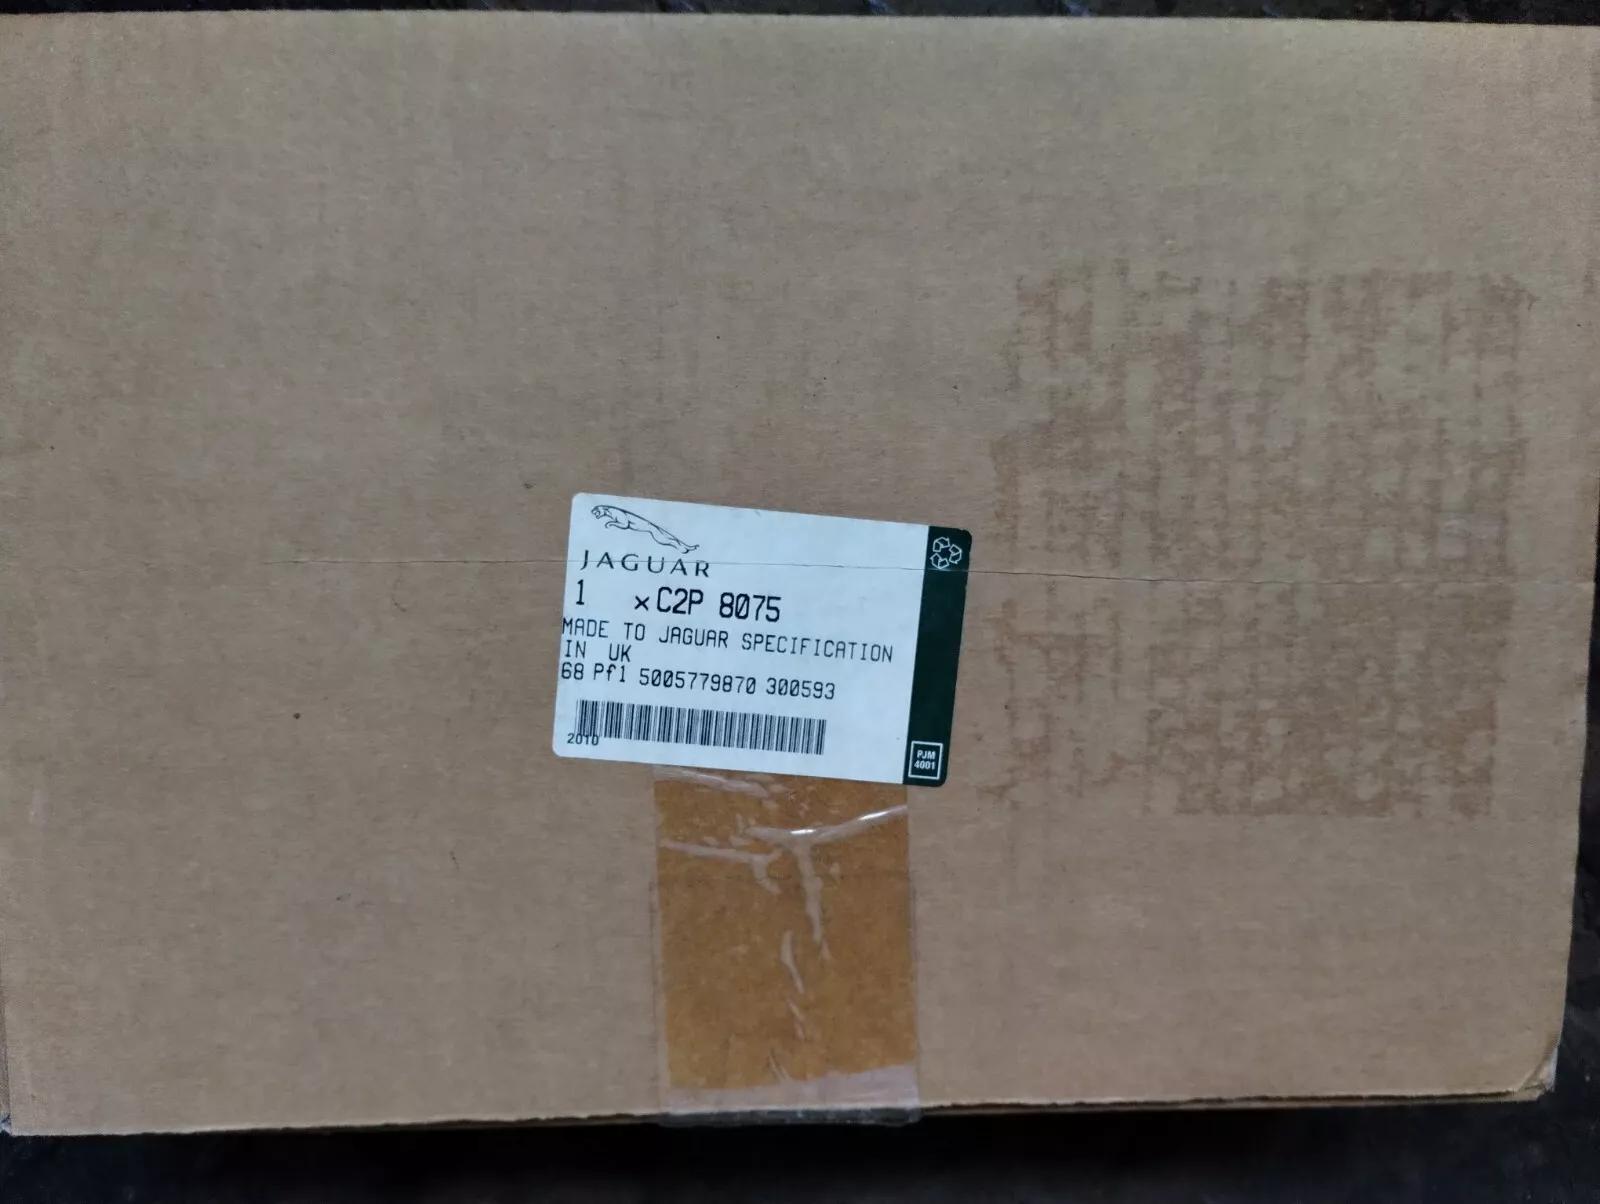 JAGUAR
1 x C2P 8075
MADE TO JAGUAR SPECIFICATION
IN UK
68 Pf1 5005779870 300593
2010
PJM
4001